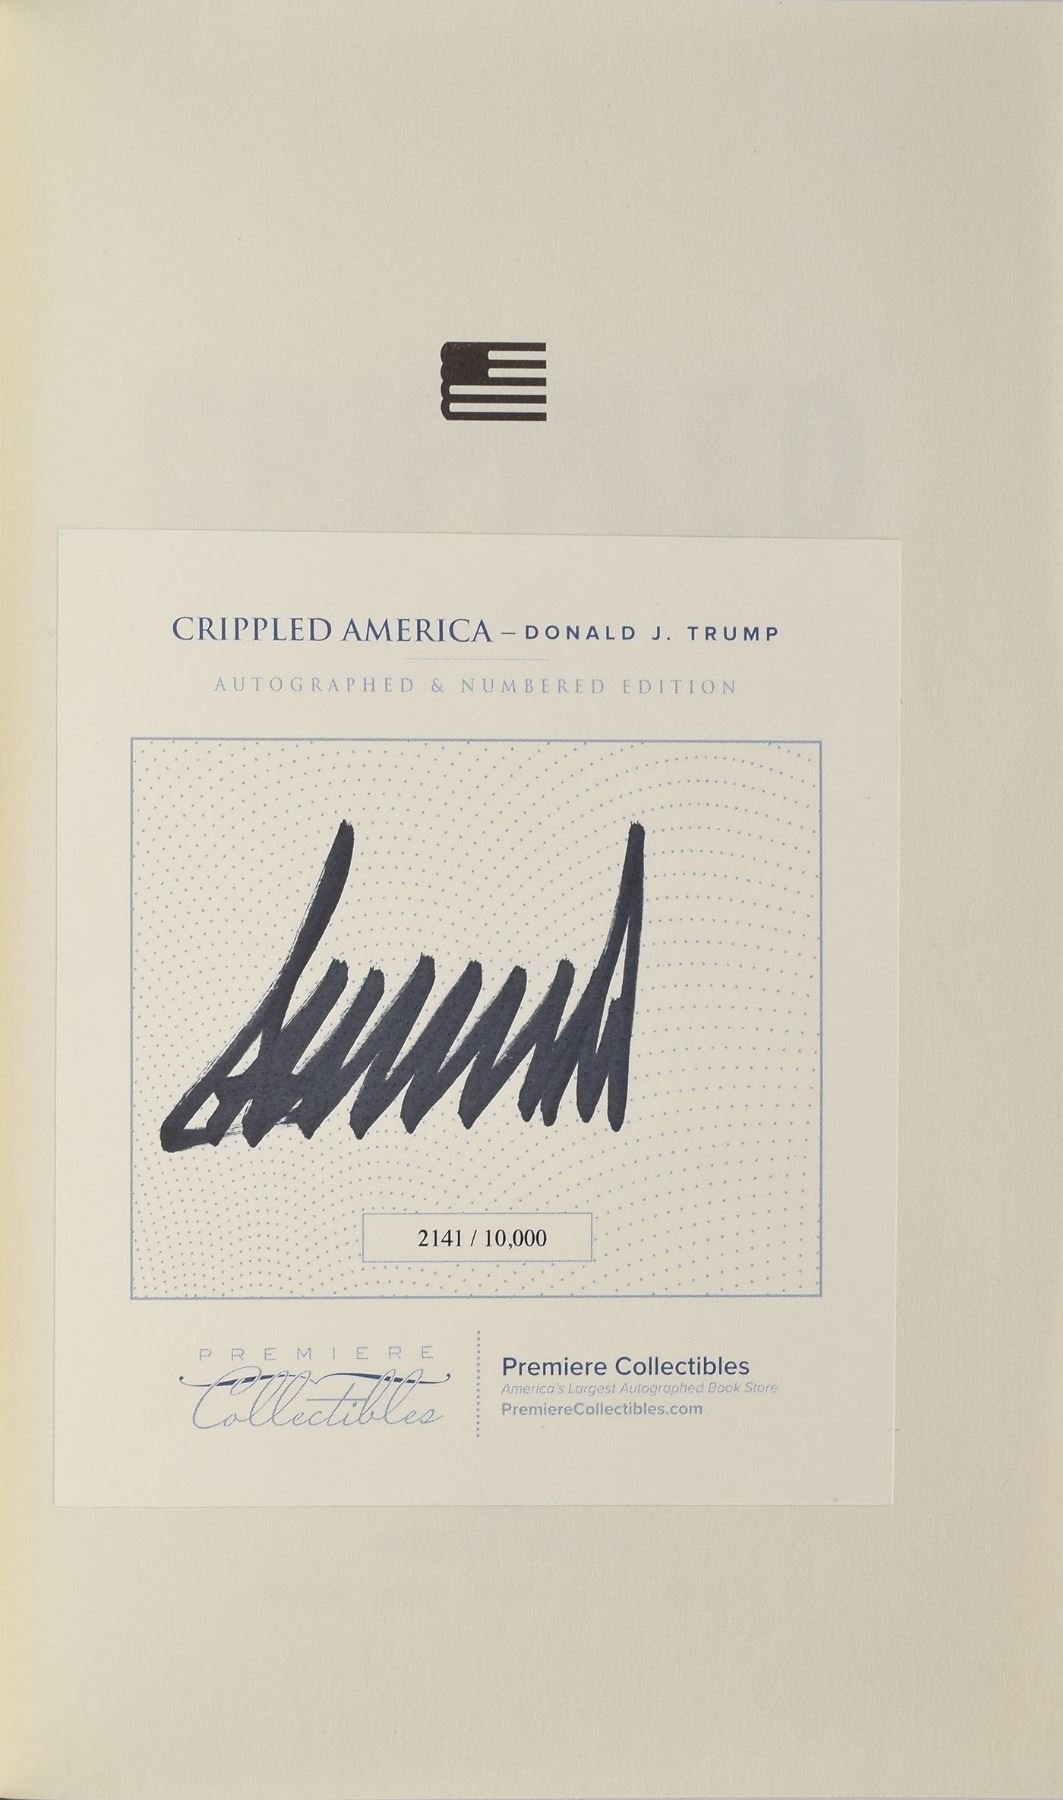 CRIPPLED AMERICA – DONALD J. TRUMP
AUTOGRAPHED & NUMBERED EDITION
2141 / 10,000
PREMIERE
Collectibles
Premiere Collectibles
America's Largest Autographed Book Store
PremiereCollectibles.com